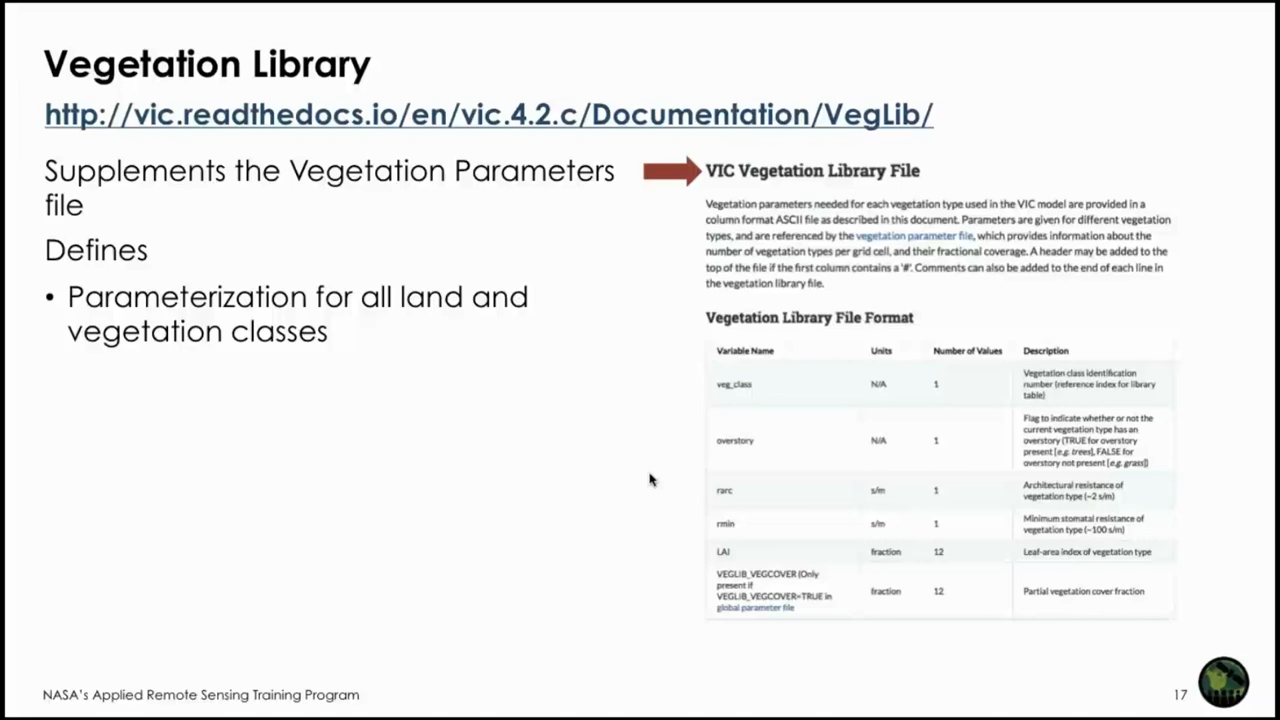 Vegetation Library
http://vic.readthedocs.io/en/vic.4.2.c/Documentation/VegLib/
Supplements the Vegetation Parameters
file
Defines
• Parameterization for all land and
vegetation classes
VIC Vegetation Library File
Vegetation parameters needed for each vegetation type used in the VIC model are provided in a
column format ASCII file as described in this document. Parameters are given for different vegetation
types, and are referenced by the vegetation parameter file, which provides information about the
number of vegetation types per grid cell, and their fractional coverage. A header may be added to the
top of the file if the first column contains a '#'. Comments can also be added to the end of each line in
the vegetation library file.
Vegetation Library File Format
Variable Name Units Number of Values Description
veg_class N/A 1 Vegetation class identification
number (reference index for library
table)
overstory N/A 1 Flag to indicate whether or not the
current vegetation type has an
overstory (TRUE for overstory
present [e.g. trees], FALSE for
overstory not present [e.g. grass])
rarc s/m 1 Architectural resistance of
vegetation type (~2 s/m)
rmin s/m 1 Minimum stomatal resistance of
vegetation type (~100 s/m)
LAI fraction 12 Leaf-area index of vegetation type
VEGLIB_VEGCOVER (Only
present if
VEGLIB_VEGCOVER=TRUE in
global parameter file fraction 12 Partial vegetation cover fraction
NASA's Applied Remote Sensing Training Program
17